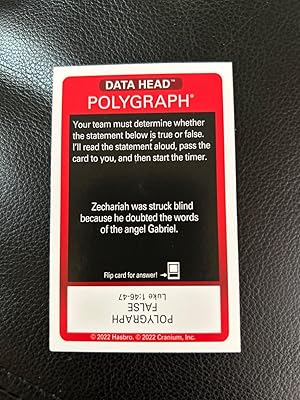 DATA HEAD™
POLYGRAPH®
Your team must determine whether
the statement below is true or false.
I'll read the statement aloud, pass the
card to you, and then start the timer.
Zechariah was struck blind
because he doubted the words
of the angel Gabriel.
Flip card for answer!
POLYGRAPH
FALSE
Luke 1:46-47
© 2022 Hasbro. © 2022 Cranium, Inc.